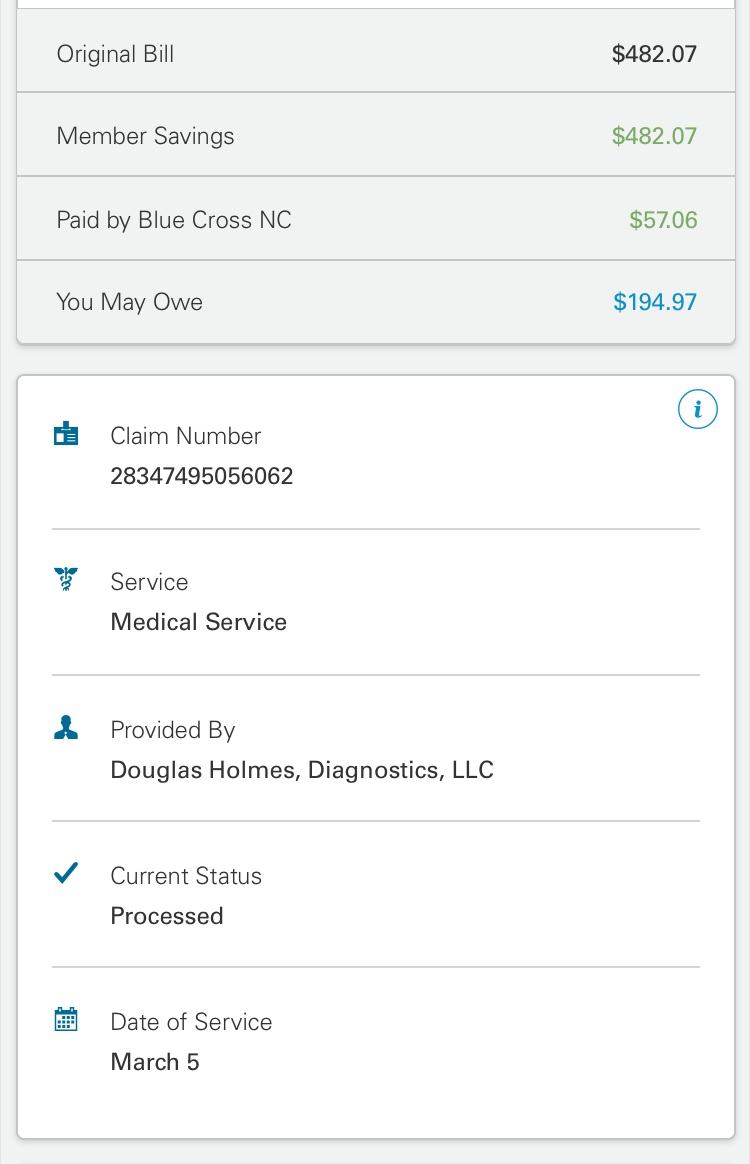 Original Bill $482.07
Member Savings $482.07
Paid by Blue Cross NC $57.06
You May Owe $194.97
i
Claim Number
28347495056062
Service
Medical Service
Provided By
Douglas Holmes, Diagnostics, LLC
Current Status
Processed
Date of Service
March 5